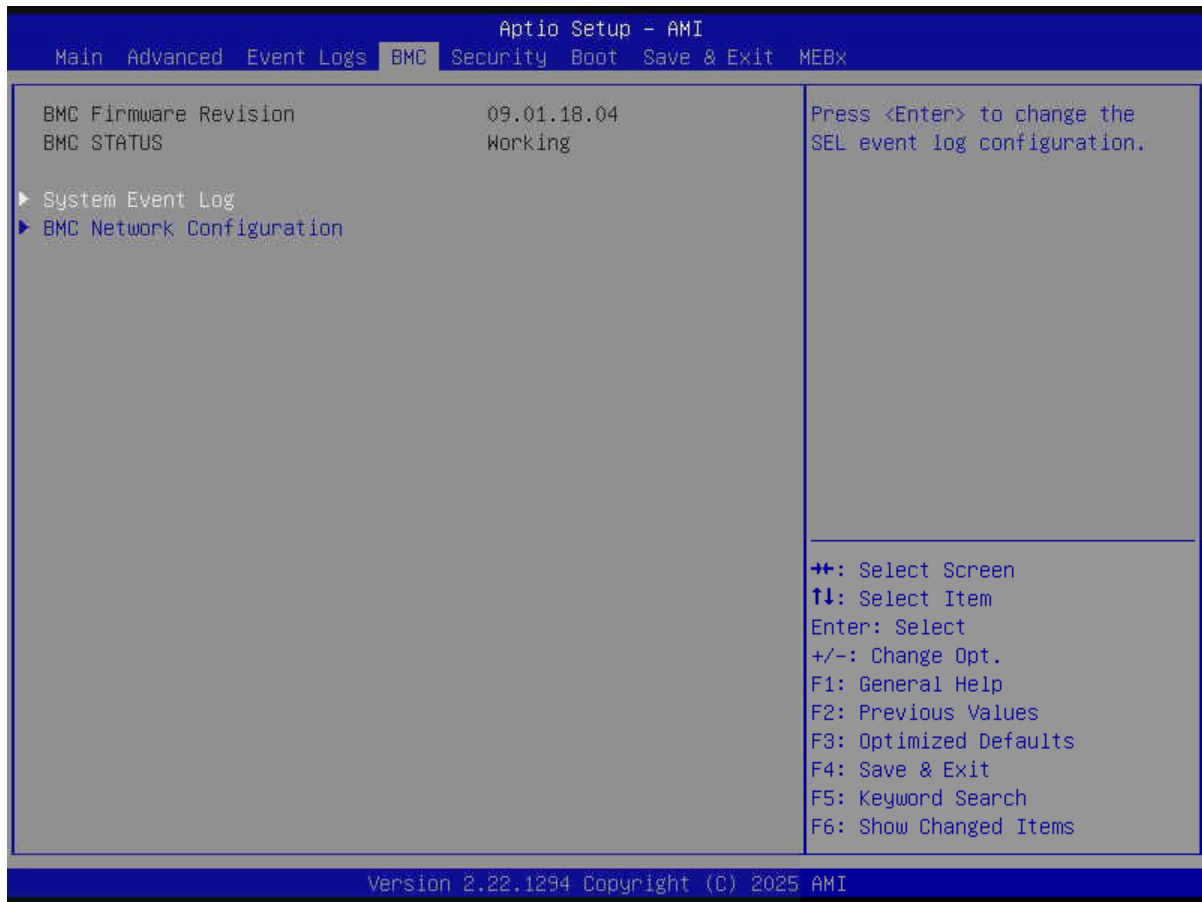 Aptio Setup - AMI
Main Advanced Event Logs BMC Security Boot Save & Exit MEBx
BMC Firmware Revision 09.01.18.04
BMC STATUS Working
System Event Log
BMC Network Configuration
Press <Enter> to change the
SEL event log configuration.
→←: Select Screen
↑↓: Select Item
Enter: Select
+/-: Change Opt.
F1: General Help
F2: Previous Values
F3: Optimized Defaults
F4: Save & Exit
F5: Keyword Search
F6: Show Changed Items
Version 2.22.1294 Copyright (C) 2025 AMI